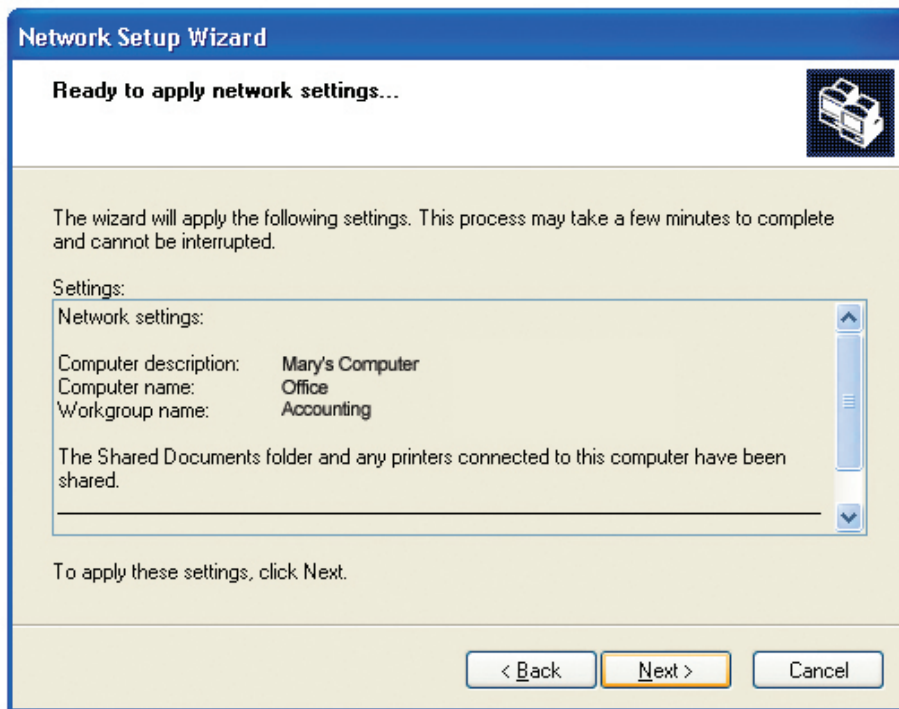 Network Setup Wizard
Ready to apply network settings...
The wizard will apply the following settings. This process may take a few minutes to complete
and cannot be interrupted.
Settings:
Network settings:
Computer description: Mary's Computer
Computer name: Office
Workgroup name: Accounting
The Shared Documents folder and any printers connected to this computer have been
shared.
To apply these settings, click Next.
< Back Next > Cancel